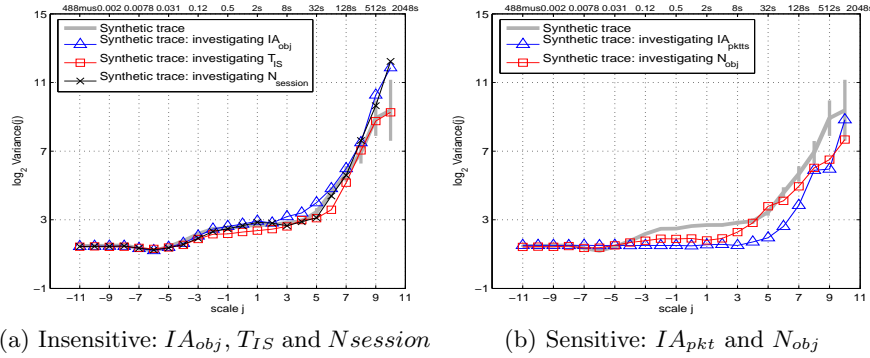 488mus0.002 0.0078 0.031 0.12 0.5 2s 8s 32s 128s 512s 2048s
15
11
7
3
−1
log2 Variance(j)
Synthetic trace
Synthetic trace: investigating IAobj
Synthetic trace: investigating TIS
Synthetic trace: investigating Nsession
−11 −9 −7 −5 −3 −1 1 3 5 7 9 11
scale j
(a) Insensitive: IAobj, TIS and Nsession
488mus0.002 0.0078 0.031 0.12 0.5 2s 8s 32s 128s 512s 2048s
15
11
7
3
−1
log2 Variance(j)
Synthetic trace
Synthetic trace: investigating IApktts
Synthetic trace: investigating Nobj
−11 −9 −7 −5 −3 −1 1 3 5 7 9 11
scale j
(b) Sensitive: IApkt and Nobj